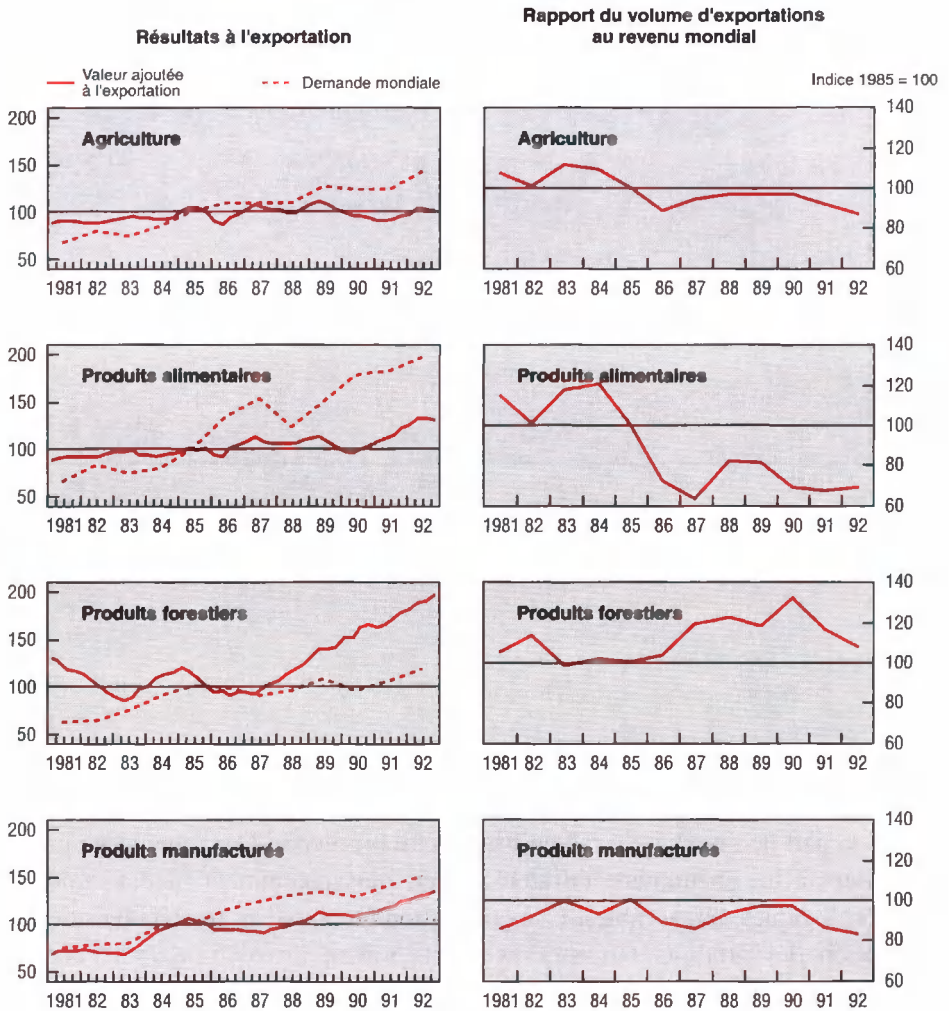 Résultats à l'exportation
Valeur ajoutée
à l'exportation
Demande mondiale
Rapport du volume d'exportations
au revenu mondial
Indice 1985 = 100
Agriculture
200
150
100
50
1981 82 83 84 85 86 87 88 89 90 91 92
Agriculture
140
120
100
80
60
1981 82 83 84 85 86 87 88 89 90 91 92
Produits alimentaires
200
150
100
50
1981 82 83 84 85 86 87 88 89 90 91 92
Produits alimentaires
140
120
100
80
60
1981 82 83 84 85 86 87 88 89 90 91 92
Produits forestiers
200
150
100
50
1981 82 83 84 85 86 87 88 89 90 91 92
Produits forestiers
140
120
100
80
60
1981 82 83 84 85 86 87 88 89 90 91 92
Produits manufacturés
200
150
100
50
1981 82 83 84 85 86 87 88 89 90 91 92
Produits manufacturés
140
120
100
80
60
1981 82 83 84 85 86 87 88 89 90 91 92